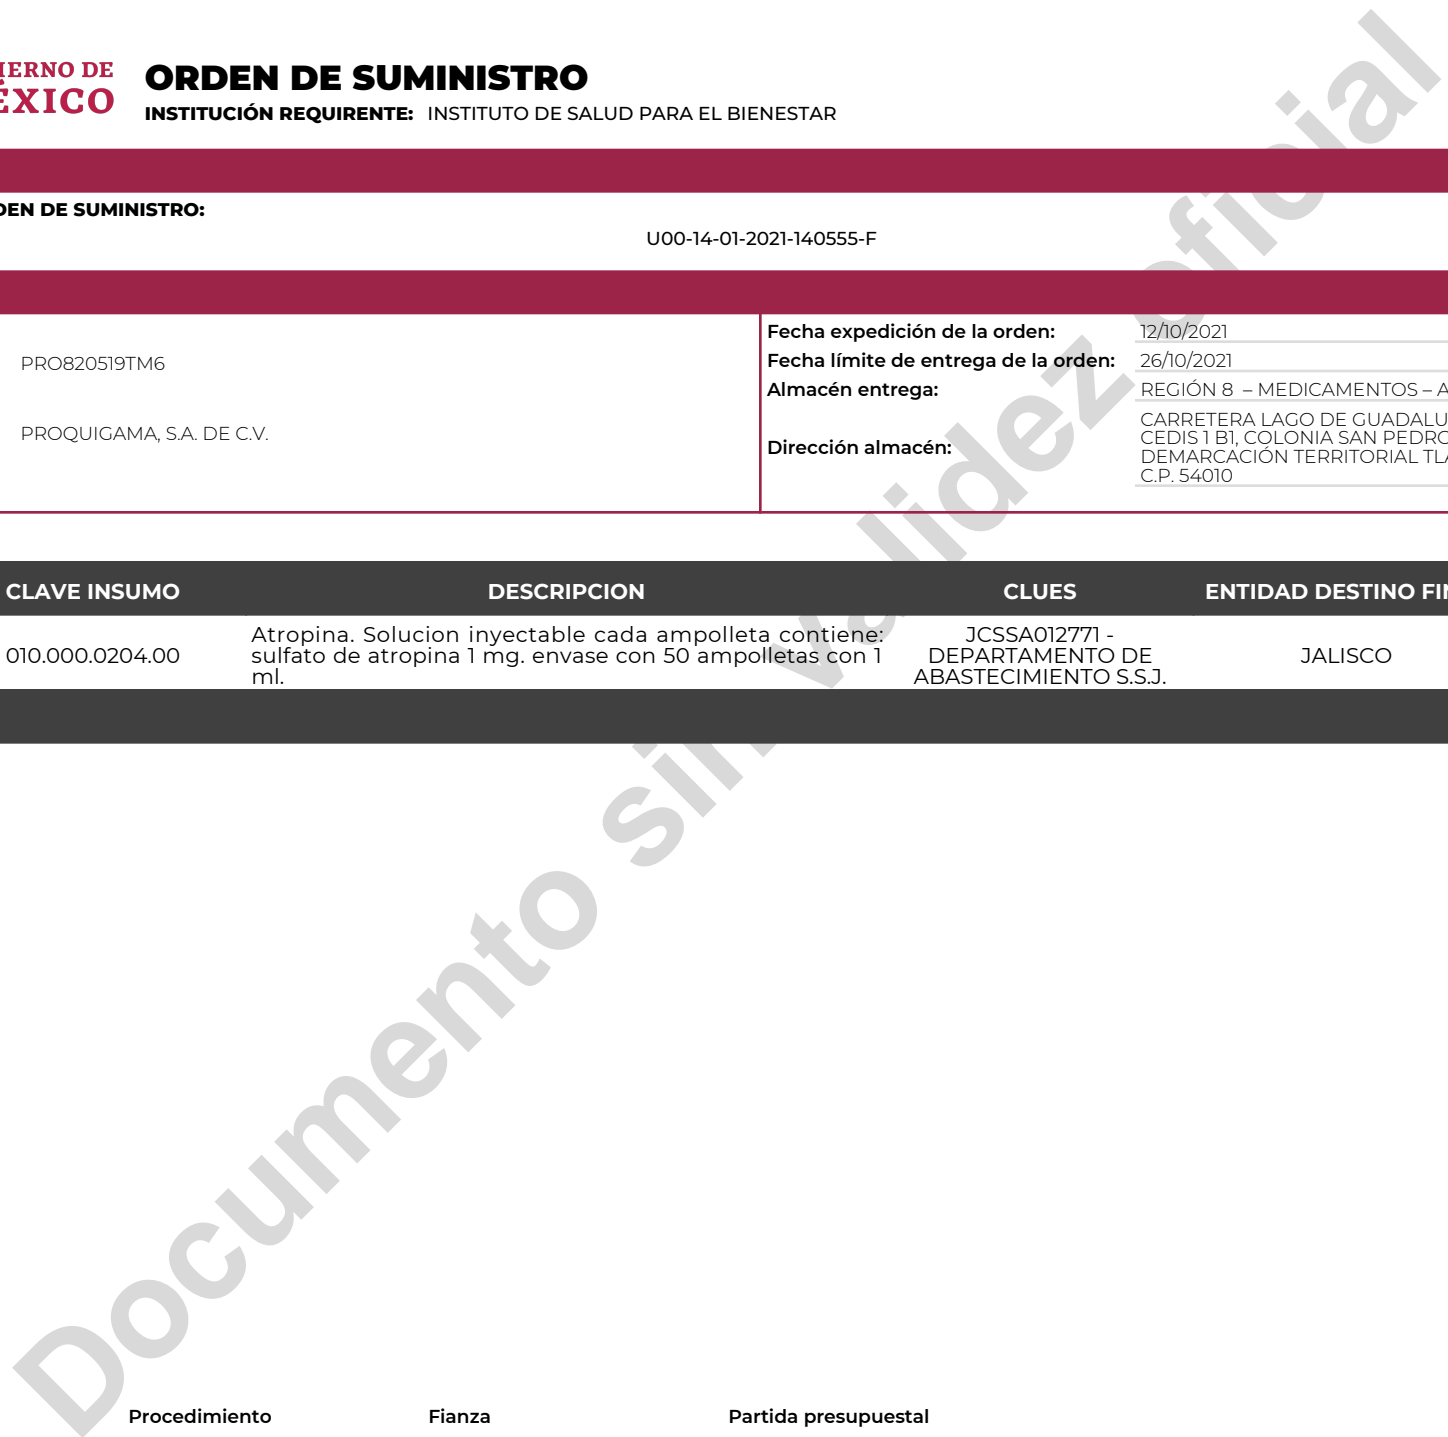 IERNO DE
ÉXICO
ORDEN DE SUMINISTRO
INSTITUCIÓN REQUIRENTE: INSTITUTO DE SALUD PARA EL BIENESTAR
DEN DE SUMINISTRO:
U00-14-01-2021-140555-F
PRO820519TM6
PROQUIGAMA, S.A. DE C.V.
Fecha expedición de la orden: 12/10/2021
Fecha límite de entrega de la orden: 26/10/2021
Almacén entrega: REGIÓN 8 – MEDICAMENTOS – A
Dirección almacén:
CARRETERA LAGO DE GUADALU
CEDIS 1 B1, COLONIA SAN PEDRO
DEMARCACIÓN TERRITORIAL TLA
C.P. 54010
CLAVE INSUMO DESCRIPCION CLUES ENTIDAD DESTINO FIN
010.000.0204.00
Atropina. Solucion inyectable cada ampolleta contiene:
sulfato de atropina 1 mg. envase con 50 ampolletas con 1
ml.
JCSSA012771 -
DEPARTAMENTO DE
ABASTECIMIENTO S.S.J.
JALISCO
Documento sin validez oficial
Procedimiento Fianza Partida presupuestal